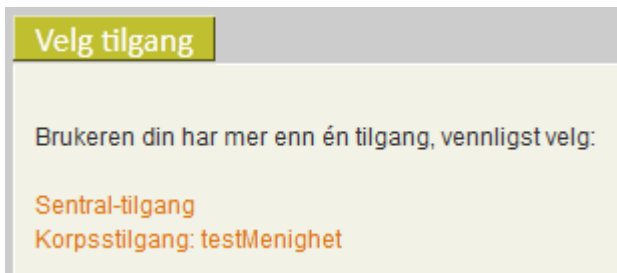 Velg tilgang
Brukeren din har mer enn én tilgang, vennligst velg:
Sentral-tilgang
Korpsstilgang: testMenighet